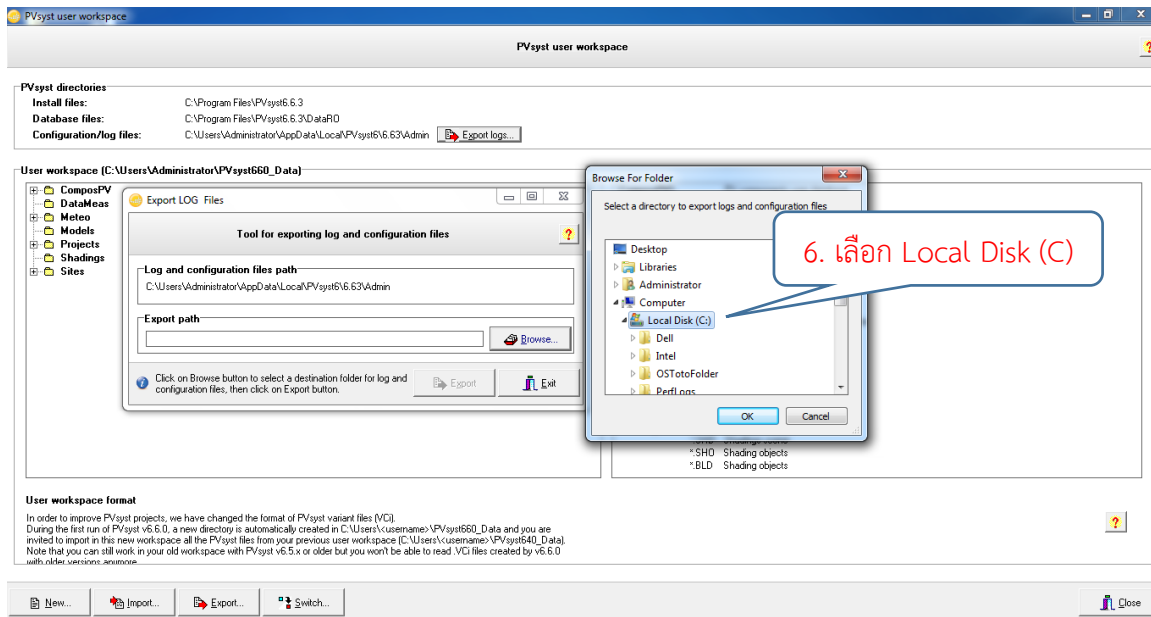 PVsyst user workspace
PVsyst user workspace
?
PVsyst directories
Install files: C:\Program Files\PVsyst6.6.3
Database files: C:\Program Files\PVsyst6.6.3\DataRO
Configuration/log files: C:\Users\Administrator\AppData\Local\PVsyst6\6.63\Admin Export logs...
User workspace (C:\Users\Administrator\PVsyst660_Data)
ComposPV
DataMeas
Meteo
Models
Projects
Shadings
Sites
Export LOG Files
Tool for exporting log and configuration files
?
Log and configuration files path
C:\Users\Administrator\AppData\Local\PVsyst6\6.63\Admin
Export path
Browse...
Click on Browse button to select a destination folder for log and
configuration files, then click on Export button.
Export
Exit
Browse For Folder
Select a directory to export logs and configuration files
Desktop
Libraries
Administrator
Computer
Local Disk (C:)
Dell
Intel
OSTotoFolder
PerfLogs
OK Cancel
6. เลือก Local Disk (C)
*.SHO Shading objects
*.BLD Shading objects
User workspace format
In order to improve PVsyst projects, we have changed the format of PVsyst variant files (VCi).
During the first run of PVsyst v6.6.0, a new directory is automatically created in C:\Users\<username>\PVsyst660_Data and you are
invited to import in this new workspace all the PVsyst files from your previous user workspace (C:\Users\<username>\PVsyst640_Data).
Note that you can still work in your old workspace with PVsyst v6.5.x or older but you won't be able to read .VCi files created by v6.6.0
with older versions anymore
?
New... Import... Export... Switch... Close